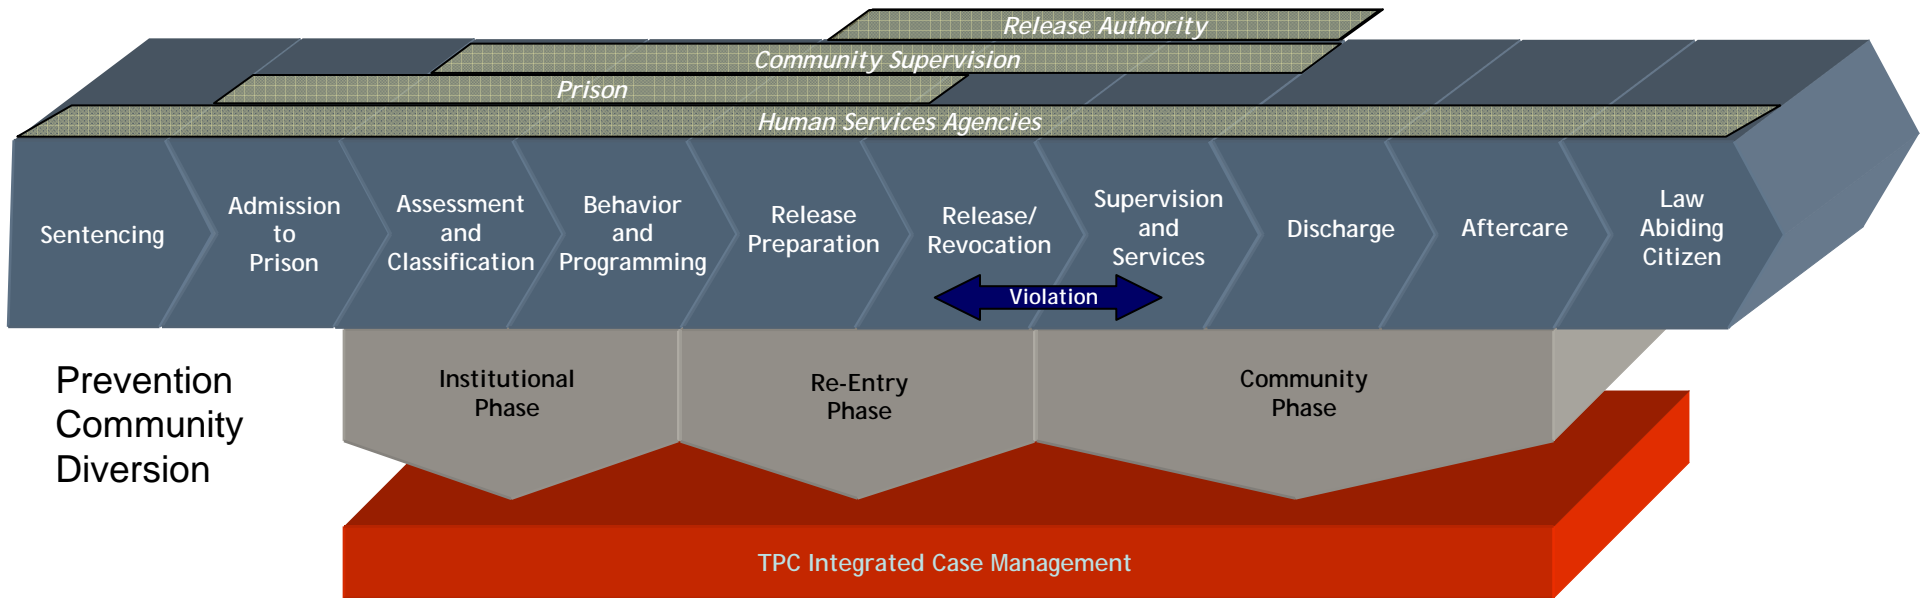 Release Authority
Community Supervision
Prison
Human Services Agencies
Sentencing
Admission
to
Prison
Assessment
and
Classification
Behavior
and
Programming
Release
Preparation
Release/
Revocation
Supervision
and
Services
Discharge
Aftercare
Law
Abiding
Citizen
Violation
Prevention
Community
Diversion
Institutional
Phase
Re-Entry
Phase
Community
Phase
TPC Integrated Case Management